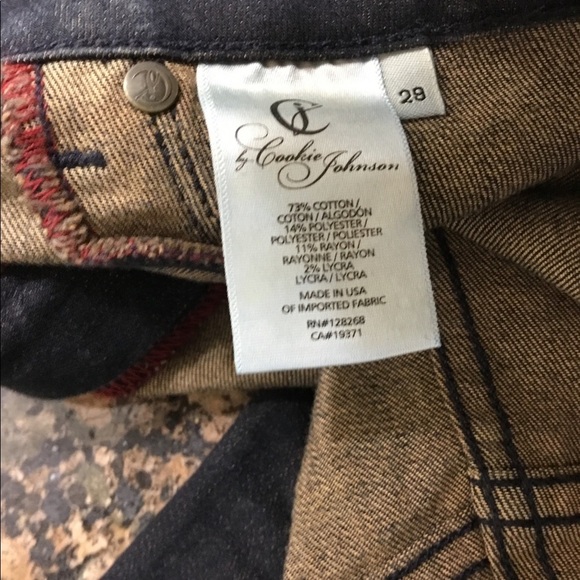 CJ
by Cookie Johnson
28
73% COTTON /
COTON / ALGODÓN
14% POLYESTER /
POLYESTER / POLIESTER
11% RAYON /
RAYONNE / RAYON
2% LYCRA
LYCRA / LYCRA
MADE IN USA
OF IMPORTED FABRIC
RN#128268
CA#19371